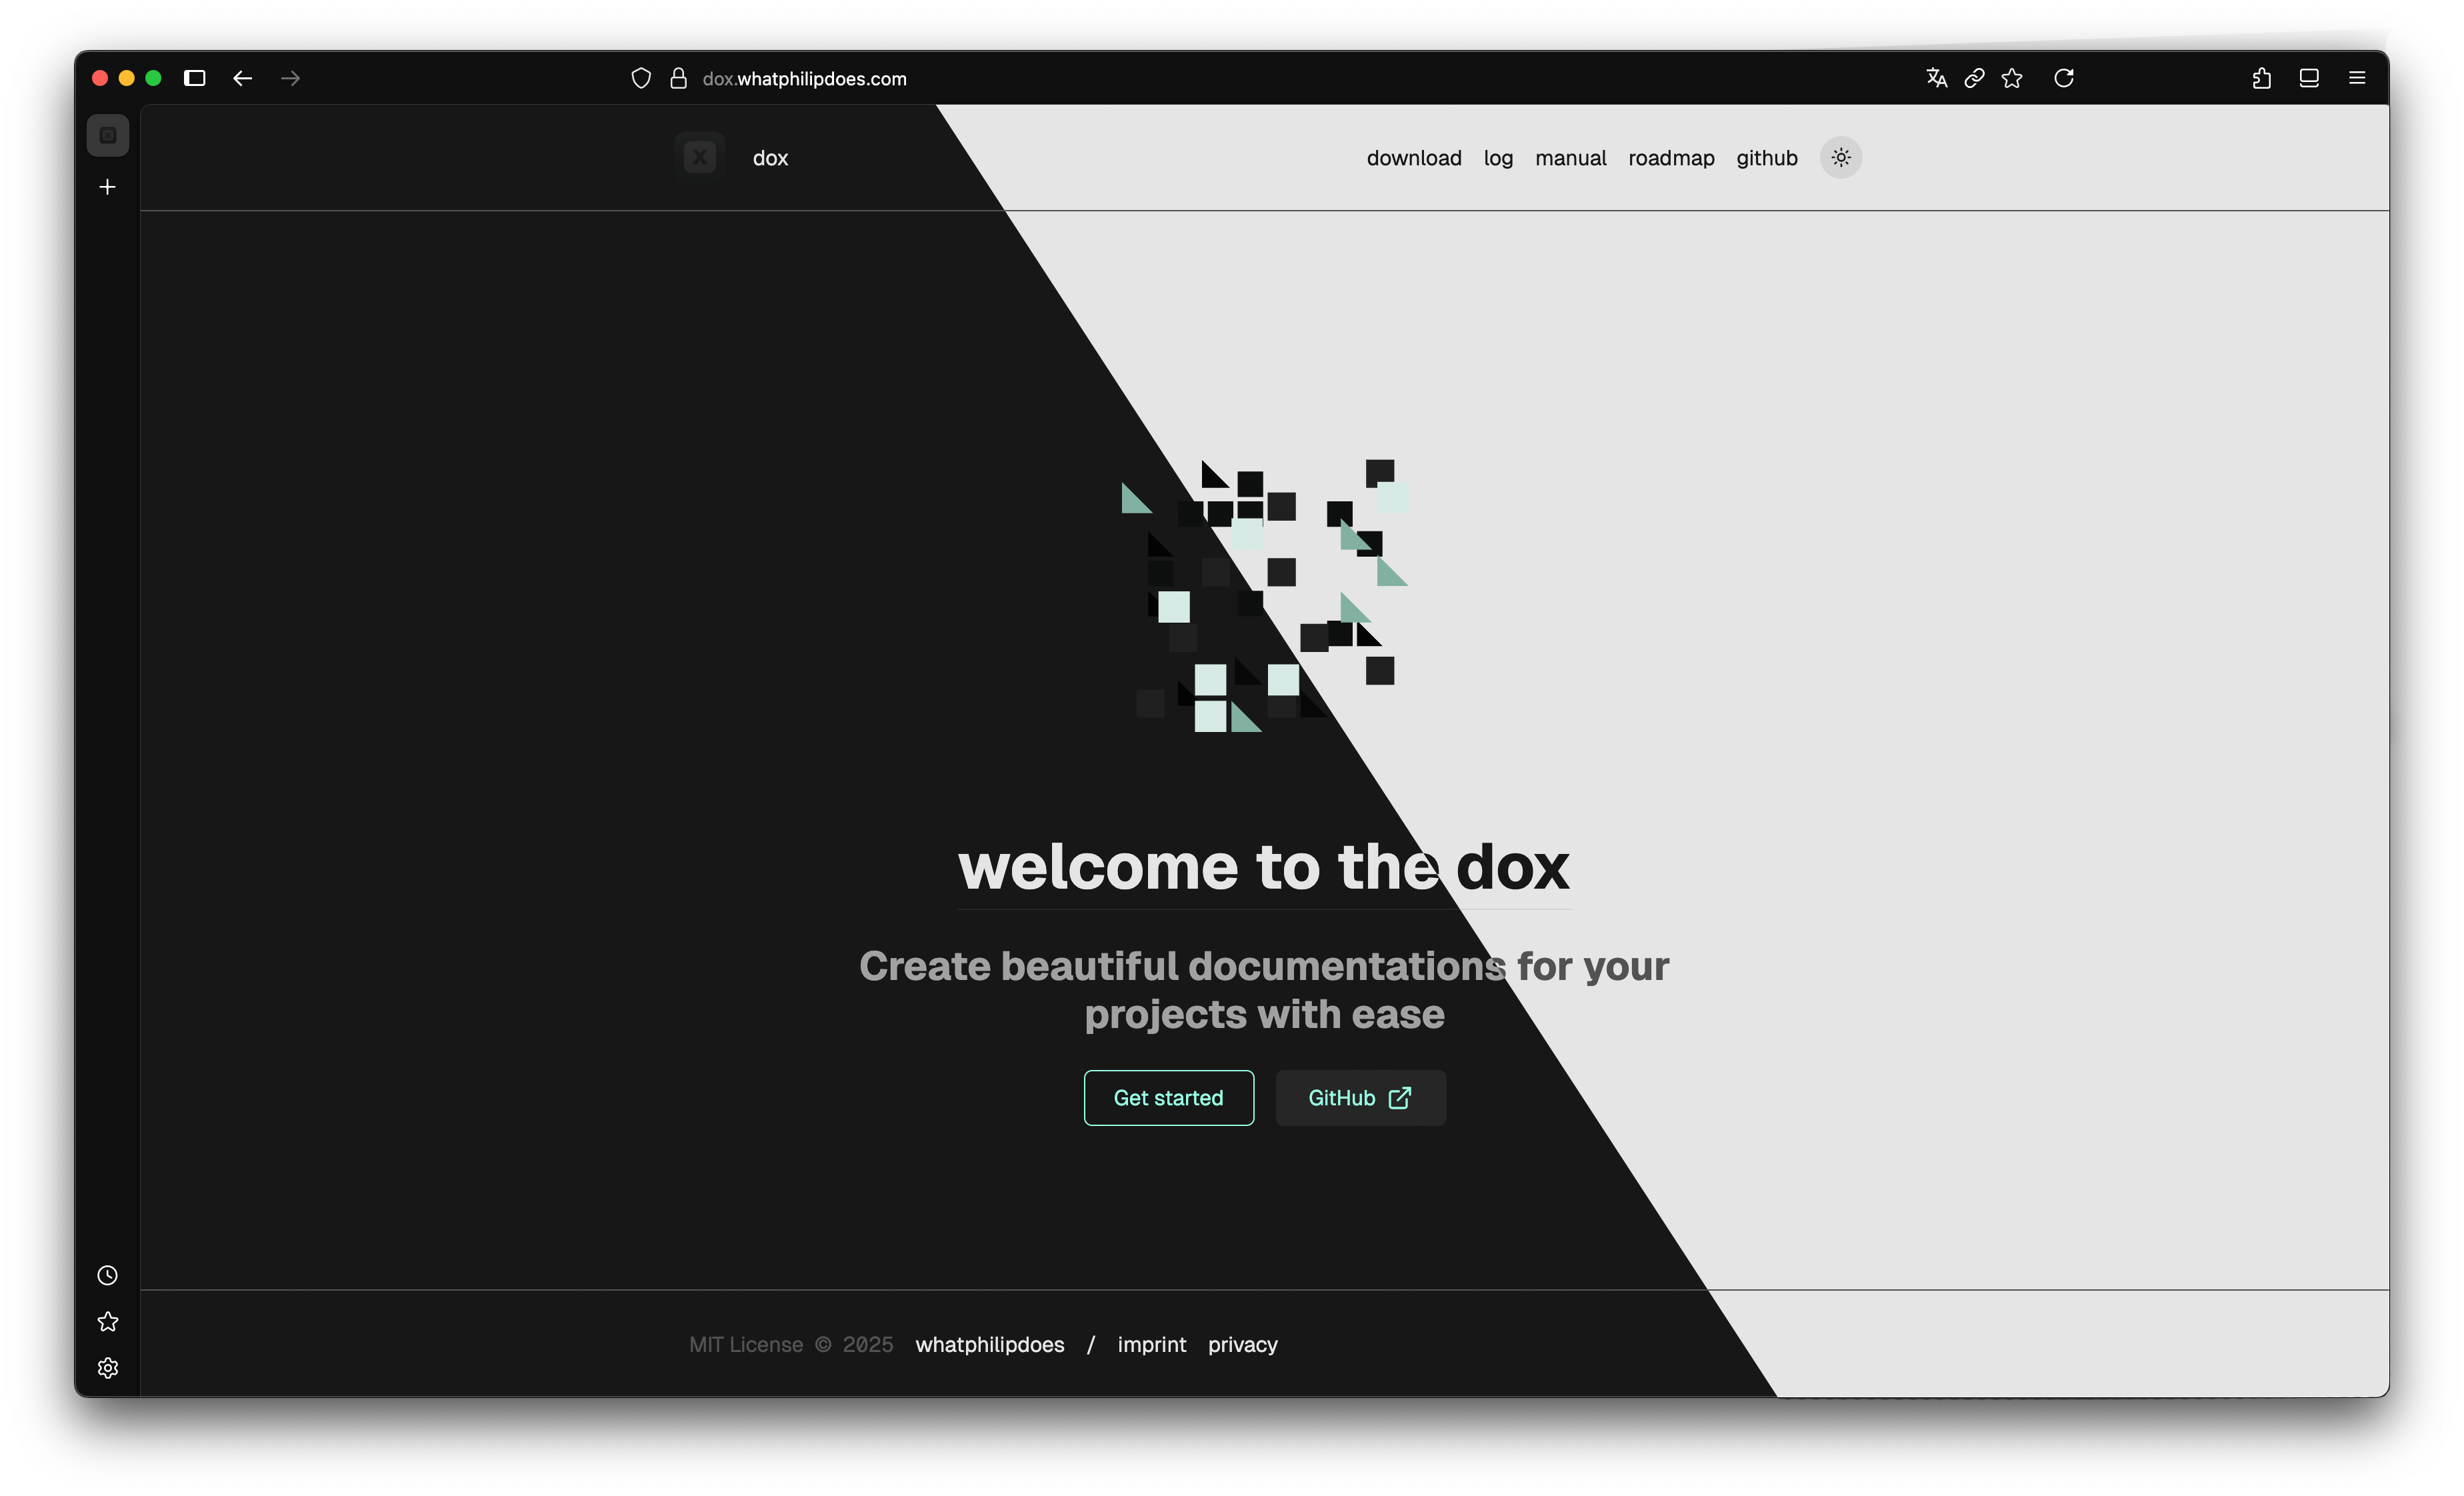 dox.whatphilipdoes.com
X dox download log manual roadmap github
welcome to the dox
Create beautiful documentations for your
projects with ease
Get started GitHub
MIT License © 2025 whatphilipdoes / imprint privacy